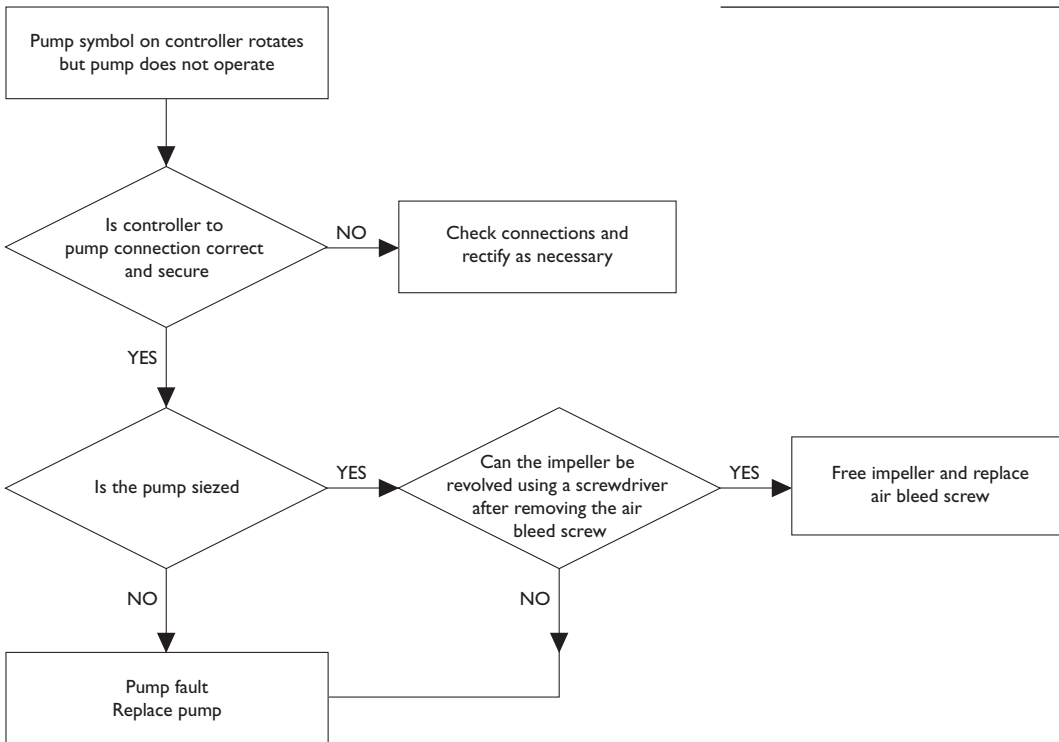 Pump symbol on controller rotates
but pump does not operate
Is controller to
pump connection correct
and secure
NO
Check connections and
rectify as necessary
YES
Is the pump siezed
YES
Can the impeller be
revolved using a screwdriver
after removing the air
bleed screw
YES
Free impeller and replace
air bleed screw
NO
NO
Pump fault
Replace pump